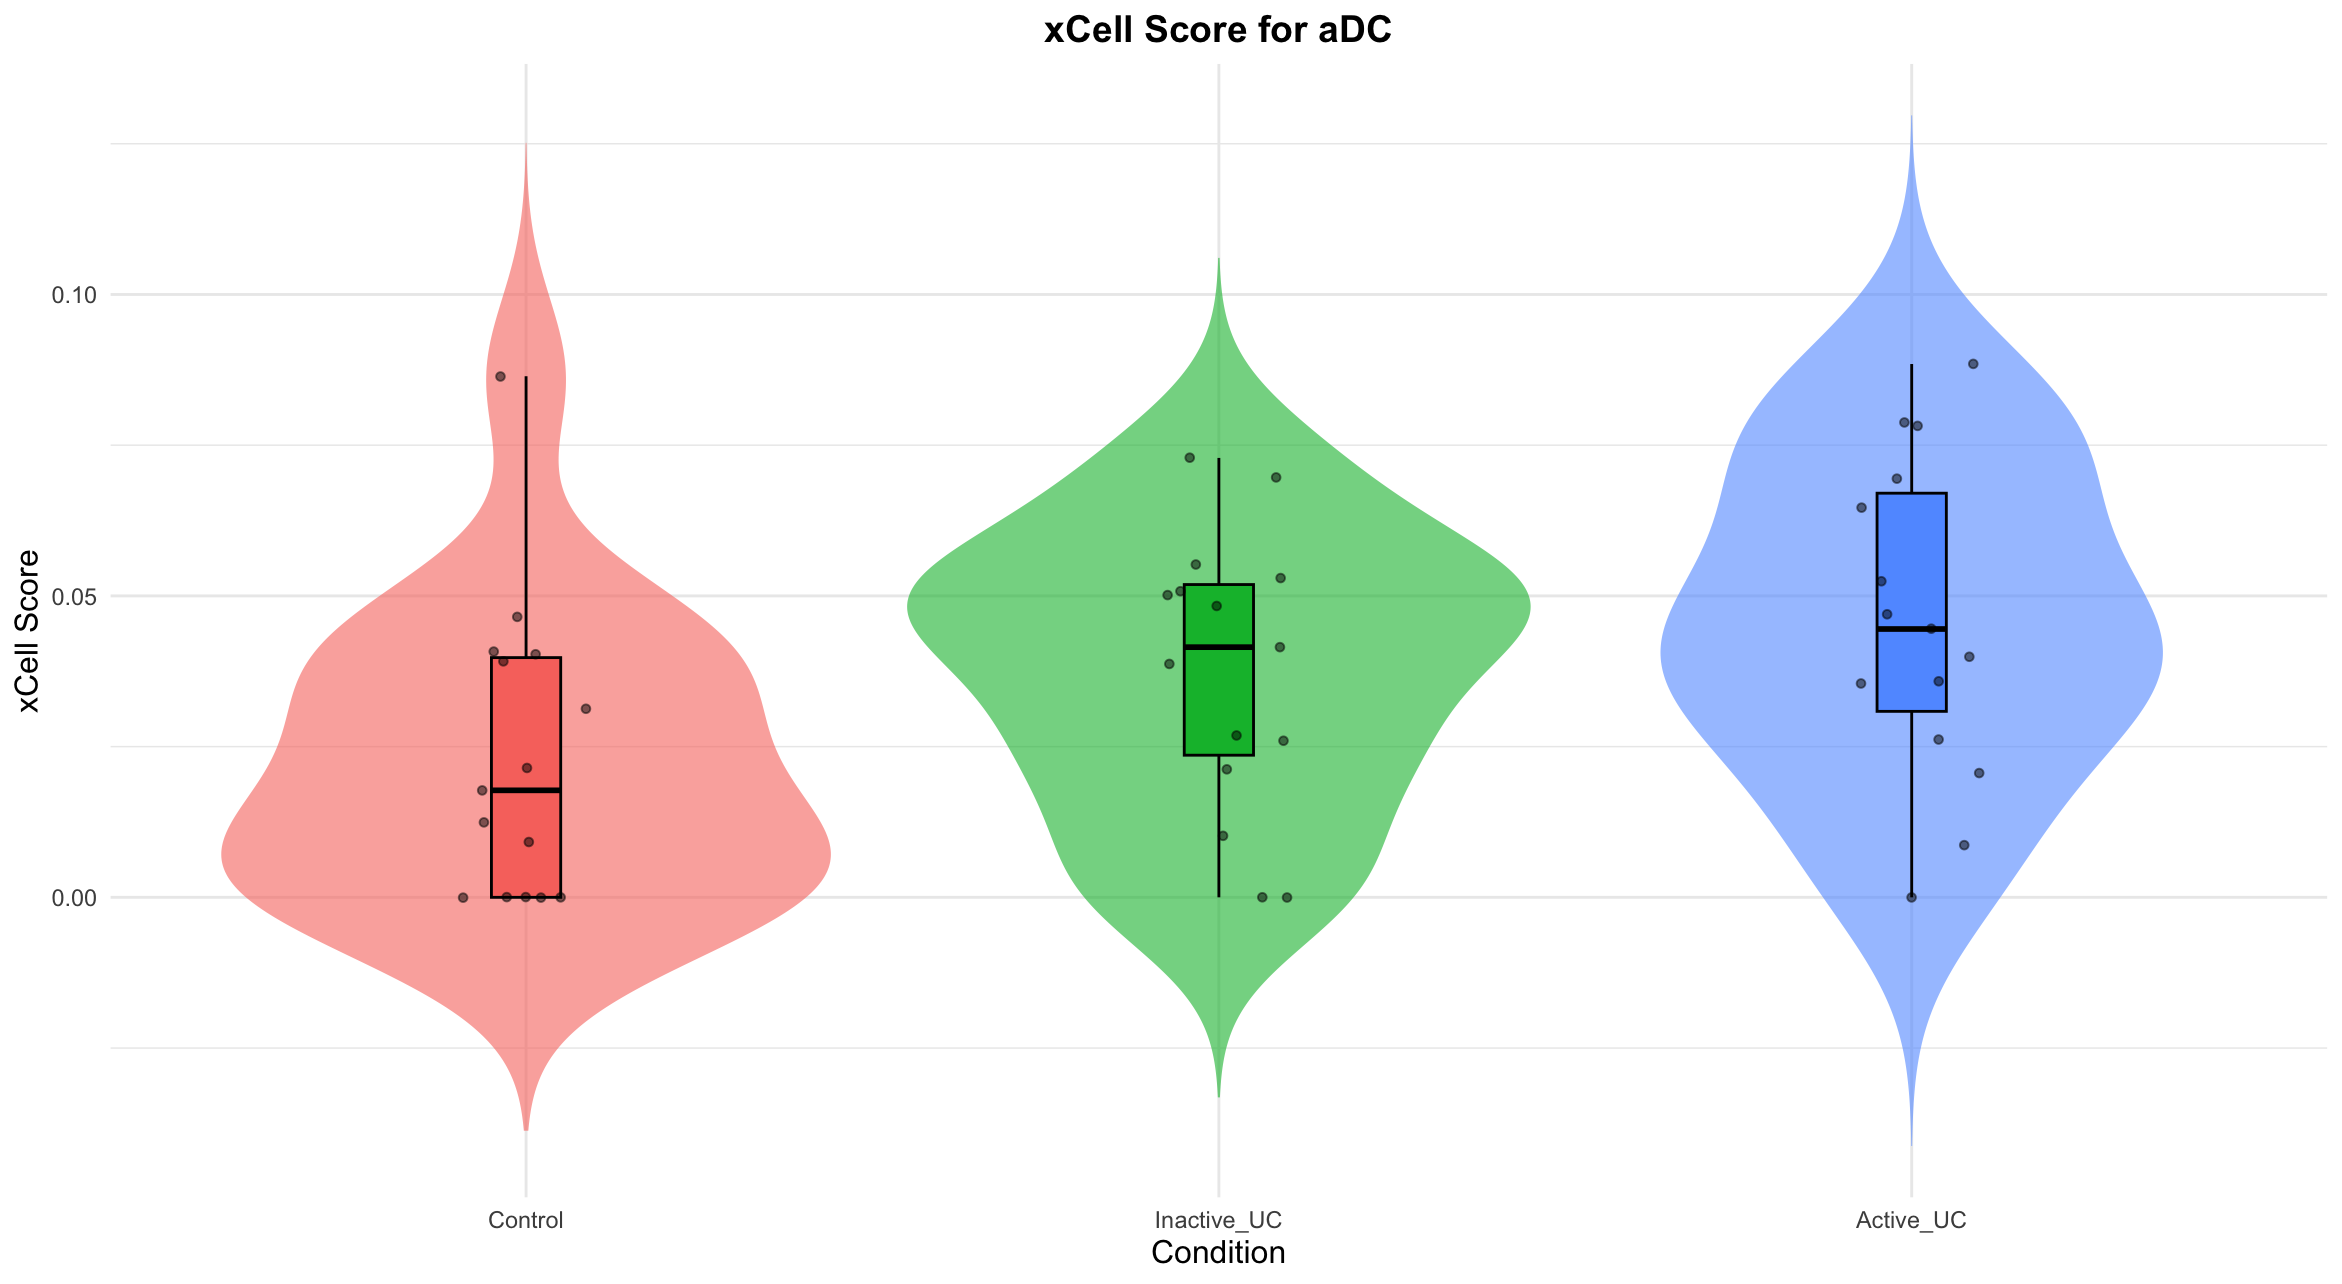 xCell Score for aDC
xCell Score
0.10
0.05
0.00
Control
Inactive_UC
Active_UC
Condition